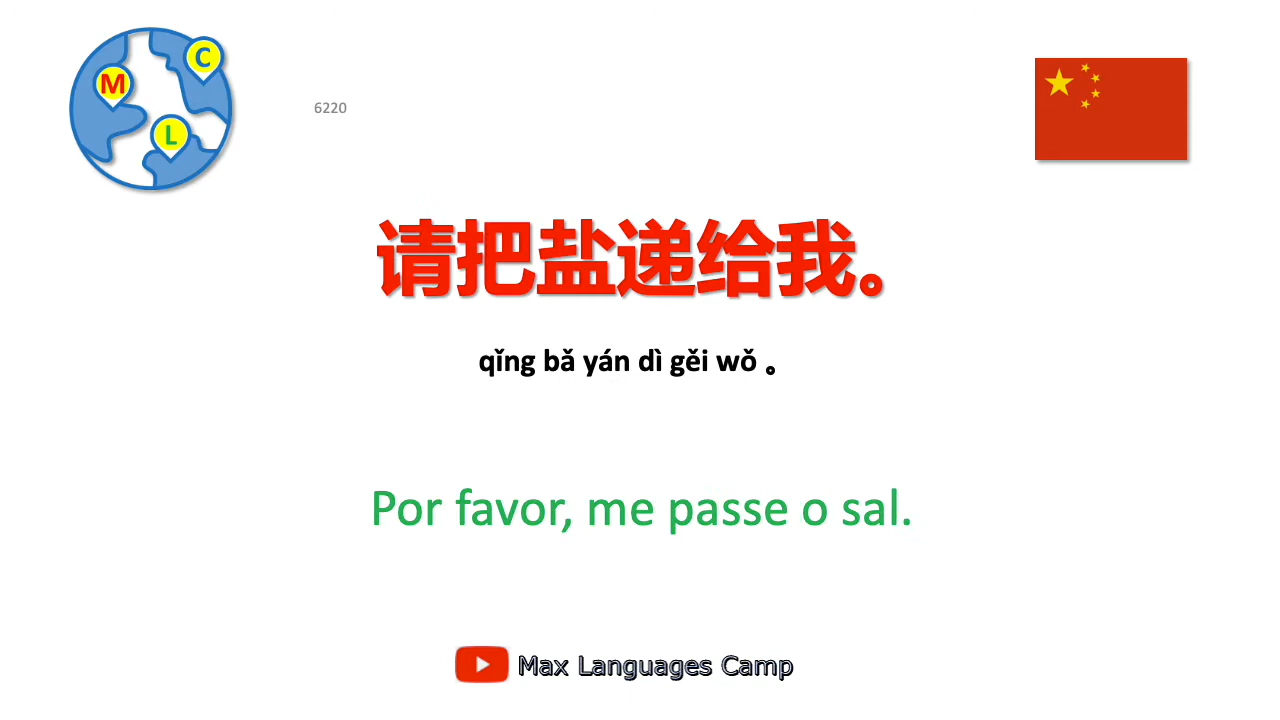 M
C
L
6220
请把盐递给我。
qǐng bǎ yán dì gěi wǒ 。
Por favor, me passe o sal.
Max Languages Camp